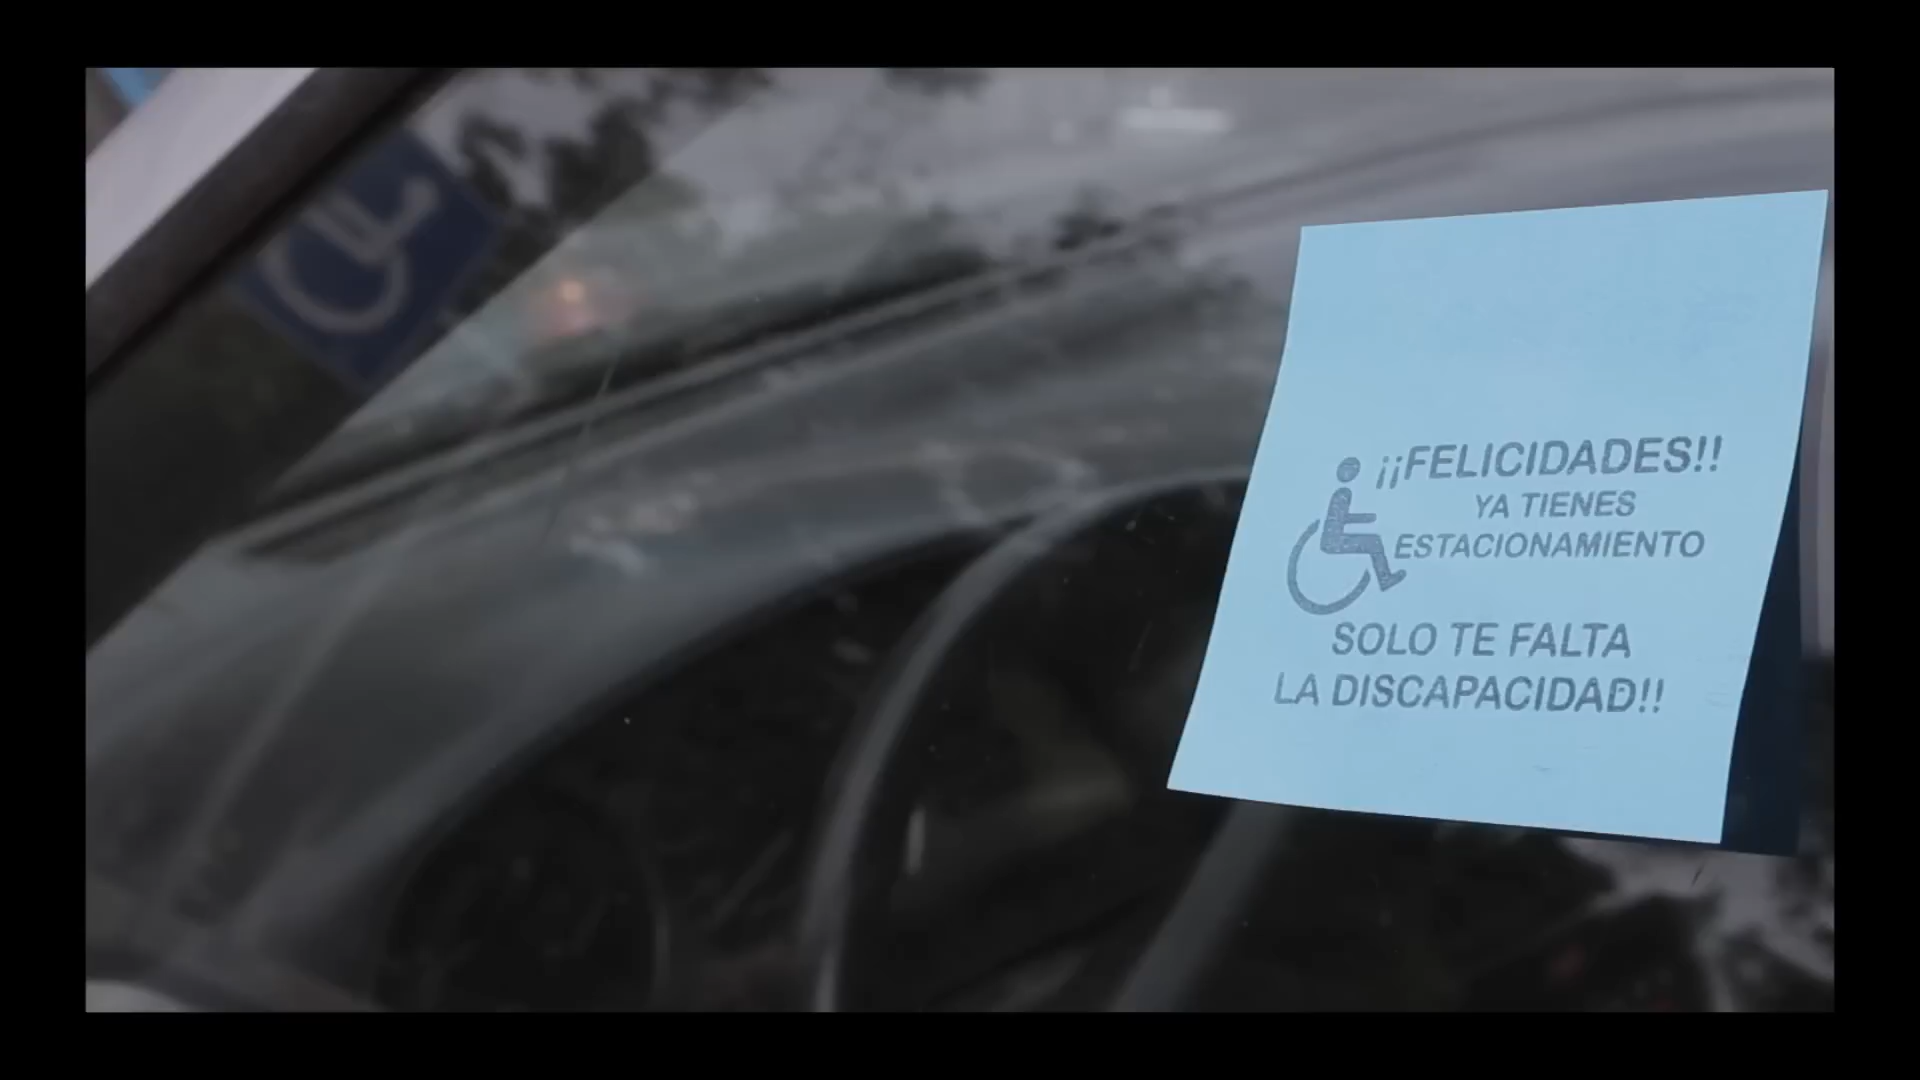 ¡¡FELICIDADES!!
YA TIENES
ESTACIONAMIENTO
SOLO TE FALTA
LA DISCAPACIDAD!!